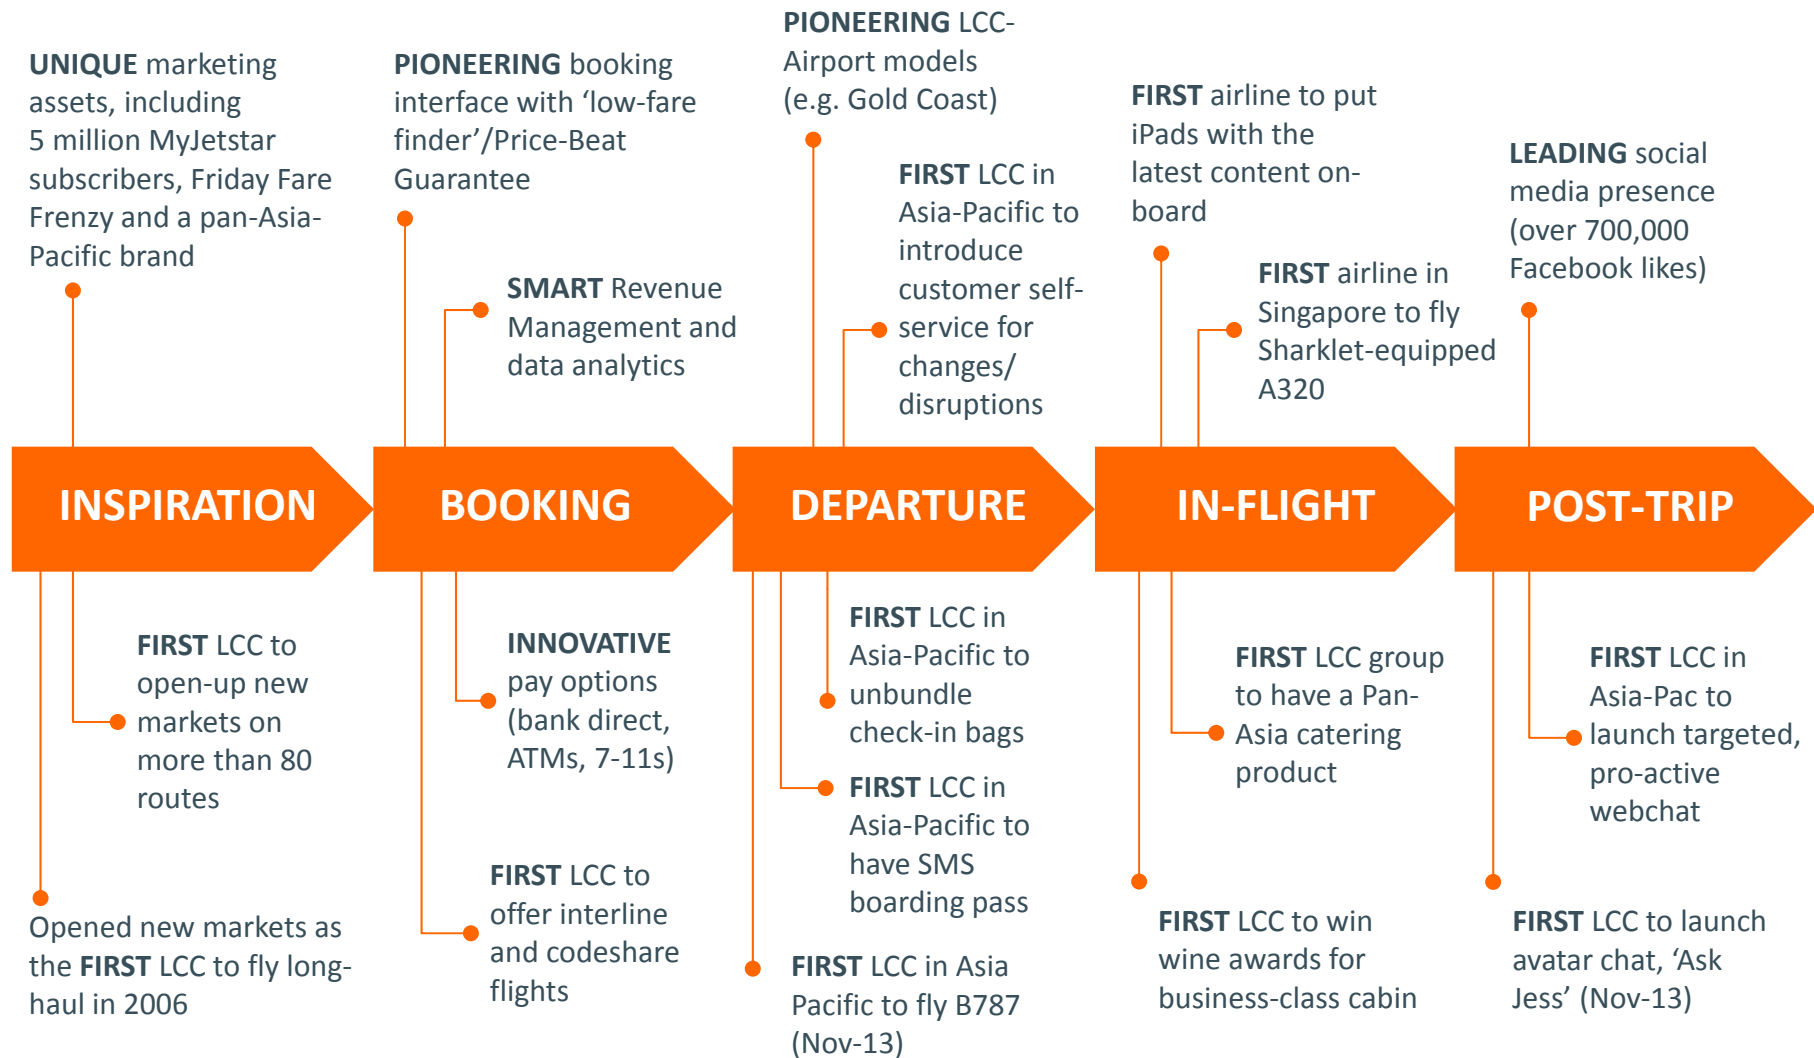 UNIQUE marketing
assets, including
5 million MyJetstar
subscribers, Friday Fare
Frenzy and a pan-Asia-
Pacific brand
PIONEERING booking
interface with ‘low-fare
finder’/Price-Beat
Guarantee
SMART Revenue
Management and
data analytics
PIONEERING LCC-
Airport models
(e.g. Gold Coast)
FIRST LCC in
Asia-Pacific to
introduce
customer self-
service for
changes/
disruptions
FIRST airline to put
iPads with the
latest content on-
board
FIRST airline in
Singapore to fly
Sharklet-equipped
A320
LEADING social
media presence
(over 700,000
Facebook likes)
INSPIRATION
BOOKING
DEPARTURE
IN-FLIGHT
POST-TRIP
FIRST LCC to
open-up new
markets on
more than 80
routes
Opened new markets as
the FIRST LCC to fly long-
haul in 2006
INNOVATIVE
pay options
(bank direct,
ATMs, 7-11s)
FIRST LCC to
offer interline
and codeshare
flights
FIRST LCC in
Asia-Pacific to
unbundle
check-in bags
FIRST LCC in
Asia-Pacific to
have SMS
boarding pass
FIRST LCC in Asia
Pacific to fly B787
(Nov-13)
FIRST LCC group
to have a Pan-
Asia catering
product
FIRST LCC to win
wine awards for
business-class cabin
FIRST LCC in
Asia-Pac to
launch targeted,
pro-active
webchat
FIRST LCC to launch
avatar chat, ‘Ask
Jess’ (Nov-13)